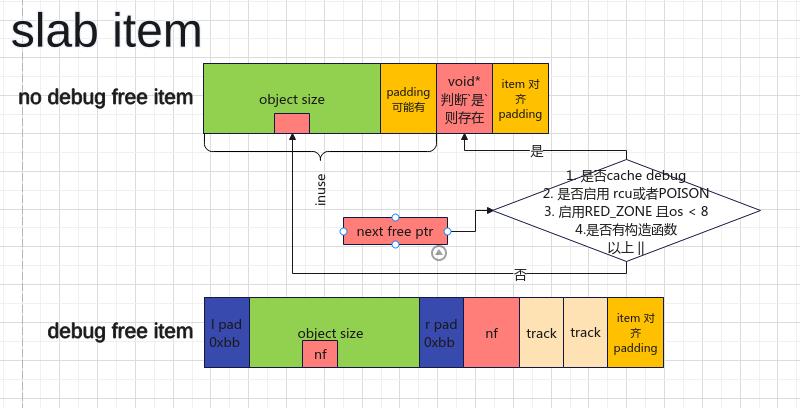 slab item
no debug free item
object size
padding
可能有
void*
判断`是`
则存在
item 对
齐
padding
是
inuse
1. 是否cache debug
2. 是否启用 rcu或者POISON
3. 启用RED_ZONE 且os < 8
4.是否有构造函数
以上 ||
next free ptr
否
debug free item
l pad
0xbb
object size
nf
r pad
0xbb
nf
track
track
item 对
齐
padding